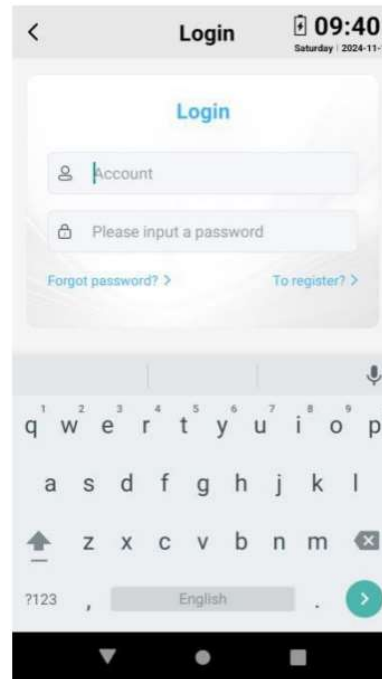 Login
09:40
Saturday | 2024-11-
Login
Account
Please input a password
Forgot password? >
To register? >
1 2 3 4 5 6 7 8 9
q w e r t y u i o p
a s d f g h j k l
z x c v b n m
?123 , English .